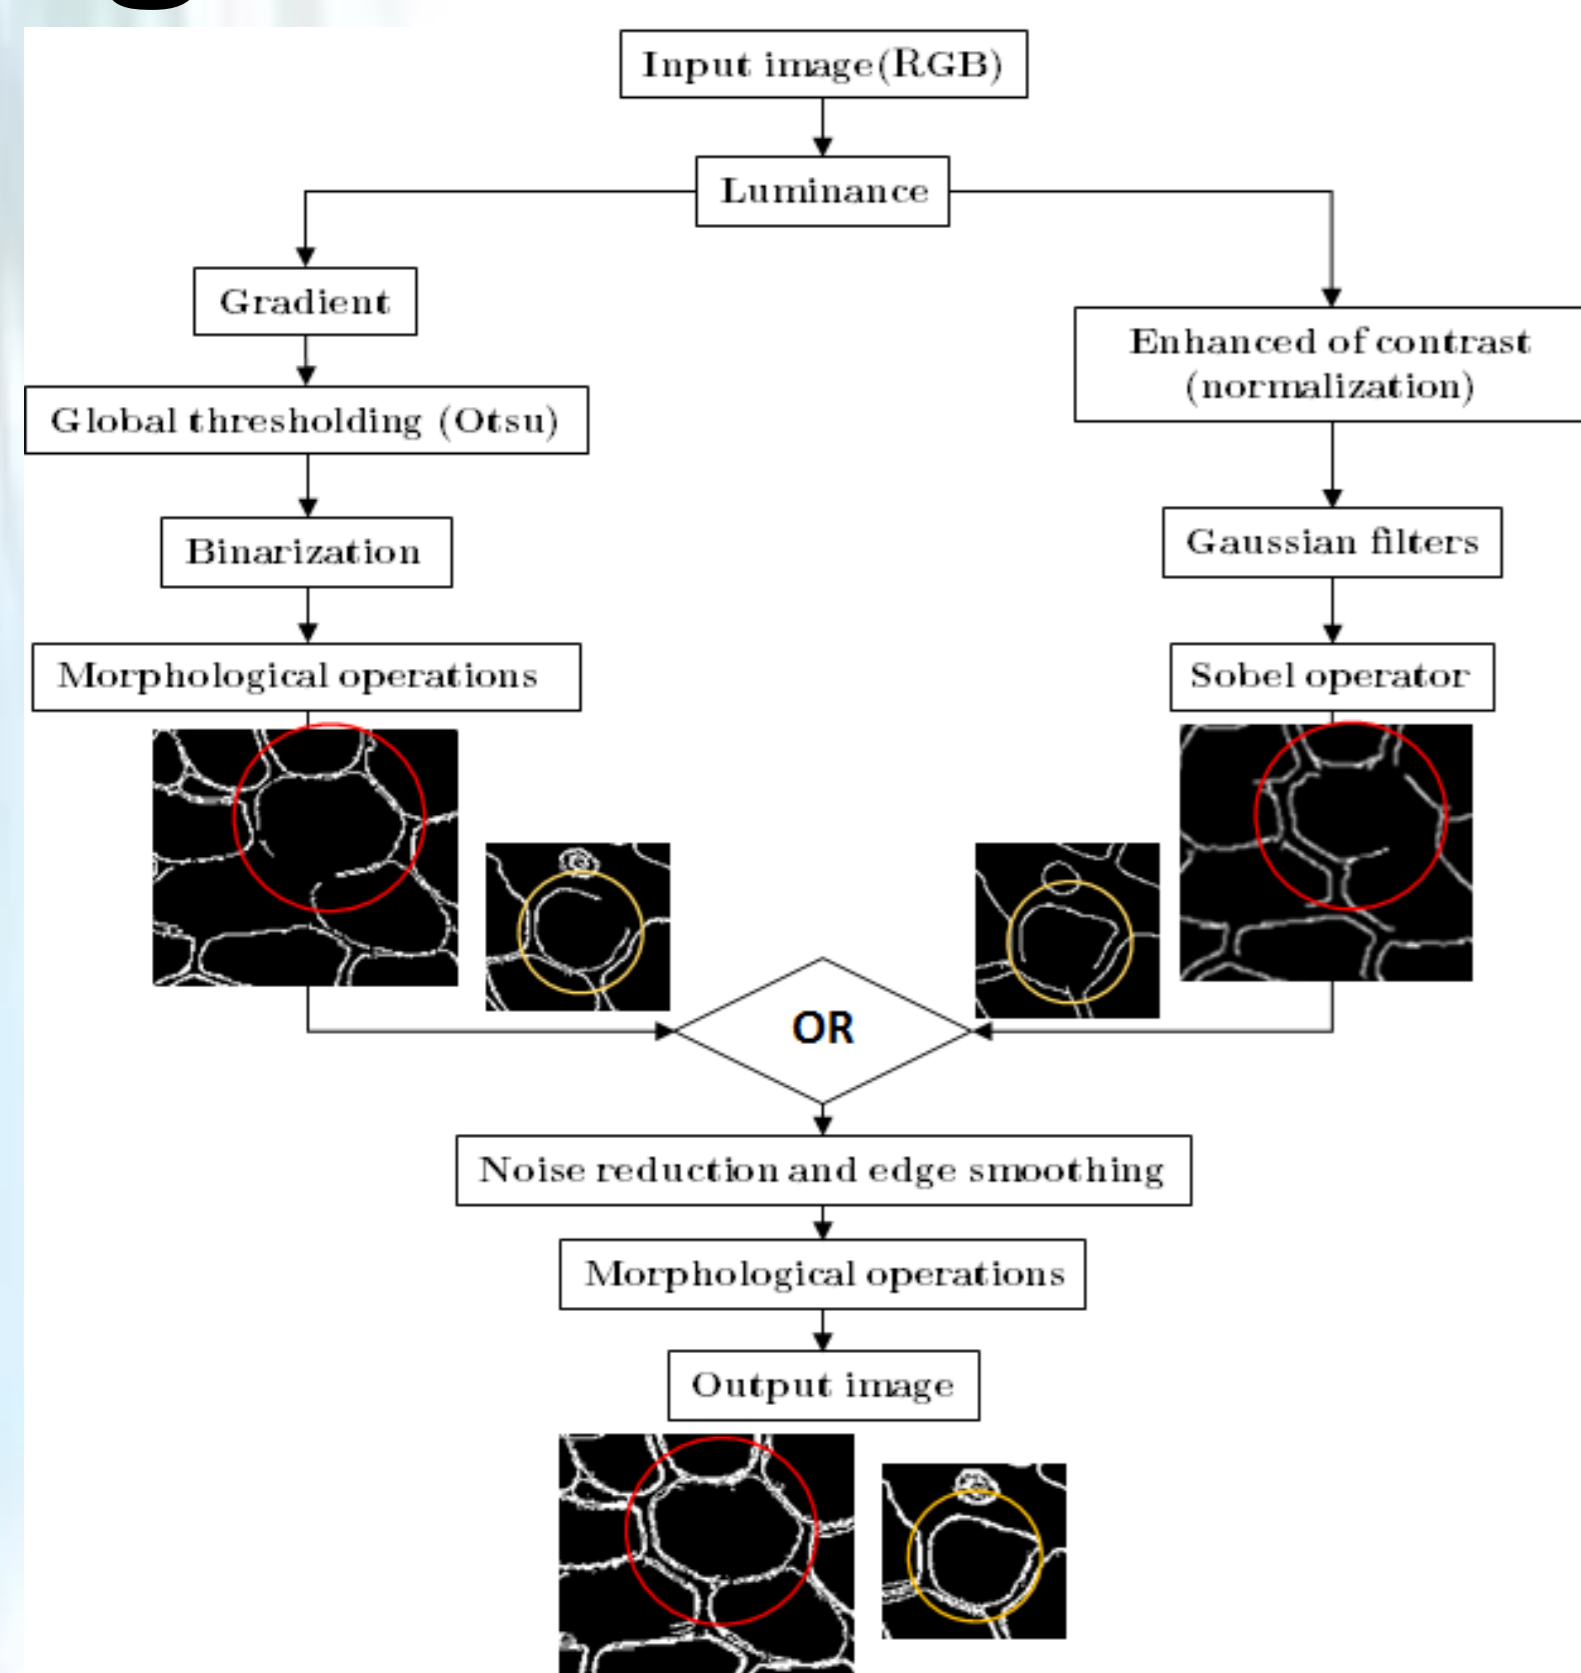 Input image(RGB)
Luminance
Gradient
Global thresholding (Otsu)
Binarization
Morphological operations
Enhanced of contrast
(normalization)
Gaussian filters
Sobel operator
OR
Noise reduction and edge smoothing
Morphological operations
Output image